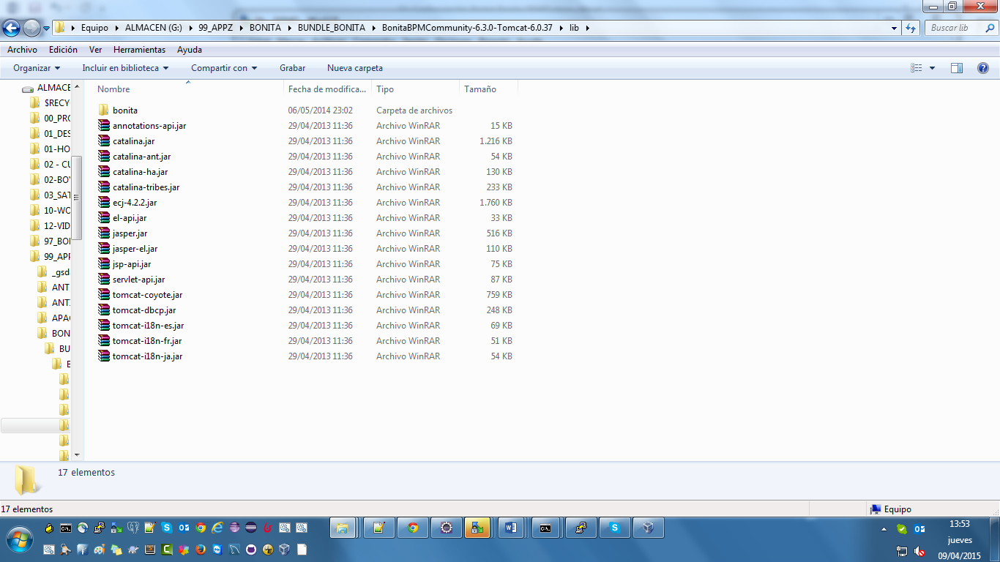 Equipo ALMACEN (G:) 99_APPZ BONITA BUNDLE_BONITA BonitaBPMCommunity-6.3.0-Tomcat-6.0.37 lib
Buscar lib
Archivo Edición Ver Herramientas Ayuda
Organizar Incluir en biblioteca Compartir con Grabar Nueva carpeta
ALMACE
$RECY
00_PRO
01_DES
01-HO
02 - CU
02-BOY
03_SAT
10-WO
12-VID
97_BON
99_APP
_gsd
ANT
ANT
APA
BON
BU
Nombre Fecha de modifica... Tipo Tamaño
bonita 06/05/2014 23:02 Carpeta de archivos
annotations-api.jar 29/04/2013 11:36 Archivo WinRAR 15 KB
catalina.jar 29/04/2013 11:36 Archivo WinRAR 1.216 KB
catalina-ant.jar 29/04/2013 11:36 Archivo WinRAR 54 KB
catalina-ha.jar 29/04/2013 11:36 Archivo WinRAR 130 KB
catalina-tribes.jar 29/04/2013 11:36 Archivo WinRAR 233 KB
ecj-4.2.2.jar 29/04/2013 11:36 Archivo WinRAR 1.760 KB
el-api.jar 29/04/2013 11:36 Archivo WinRAR 33 KB
jasper.jar 29/04/2013 11:36 Archivo WinRAR 516 KB
jasper-el.jar 29/04/2013 11:36 Archivo WinRAR 110 KB
jsp-api.jar 29/04/2013 11:36 Archivo WinRAR 75 KB
servlet-api.jar 29/04/2013 11:36 Archivo WinRAR 87 KB
tomcat-coyote.jar 29/04/2013 11:36 Archivo WinRAR 759 KB
tomcat-dbcp.jar 29/04/2013 11:36 Archivo WinRAR 248 KB
tomcat-i18n-es.jar 29/04/2013 11:36 Archivo WinRAR 69 KB
tomcat-i18n-fr.jar 29/04/2013 11:36 Archivo WinRAR 51 KB
tomcat-i18n-ja.jar 29/04/2013 11:36 Archivo WinRAR 54 KB
17 elementos
17 elementos
Equipo
13:53
jueves
09/04/2015